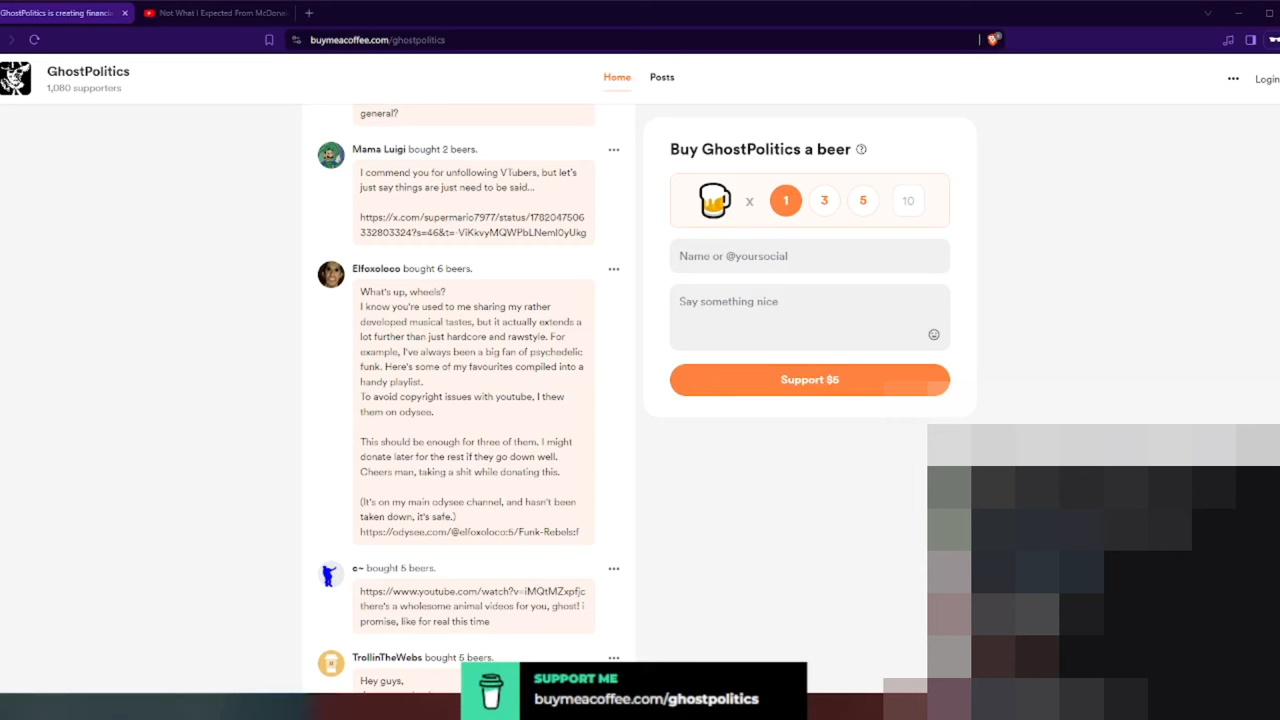 GhostPolitics is creating financi
Not What I Expected From McDonal
buymeacoffee.com/ghostpolitics
GhostPolitics
1,080 supporters
Home
Posts
Login
general?
Mama Luigi bought 2 beers.
I commend you for unfollowing VTubers, but let's
just say things are just need to be said...
https://x.com/supermario7977/status/1782047506
332803324?s=46&t=-ViKkvyMQWPbLNemI0yUkg
Elfoxoloco bought 6 beers.
What's up, wheels?
I know you're used to me sharing my rather
developed musical tastes, but it actually extends a
lot further than just hardcore and rawstyle. For
example, I've always been a big fan of psychedelic
funk. Here's some of my favourites compiled into a
handy playlist.
To avoid copyright issues with youtube, I thew
them on odysee.
This should be enough for three of them. I might
donate later for the rest if they go down well.
Cheers man, taking a shit while donating this.
(It's on my main odysee channel, and hasn't been
taken down, it's safe.)
https://odysee.com/@elfoxoloco:5/Funk-Rebels:f
c~ bought 5 beers.
https://www.youtube.com/watch?v=iMQtMZxpfjc
there's a wholesome animal videos for you, ghost! i
promise, like for real this time
TrollinTheWebs bought 5 beers.
Hey guys,
Buy GhostPolitics a beer
x 1 3 5 10
Name or @yoursocial
Say something nice
Support $5
SUPPORT ME
buymeacoffee.com/ghostpolitics